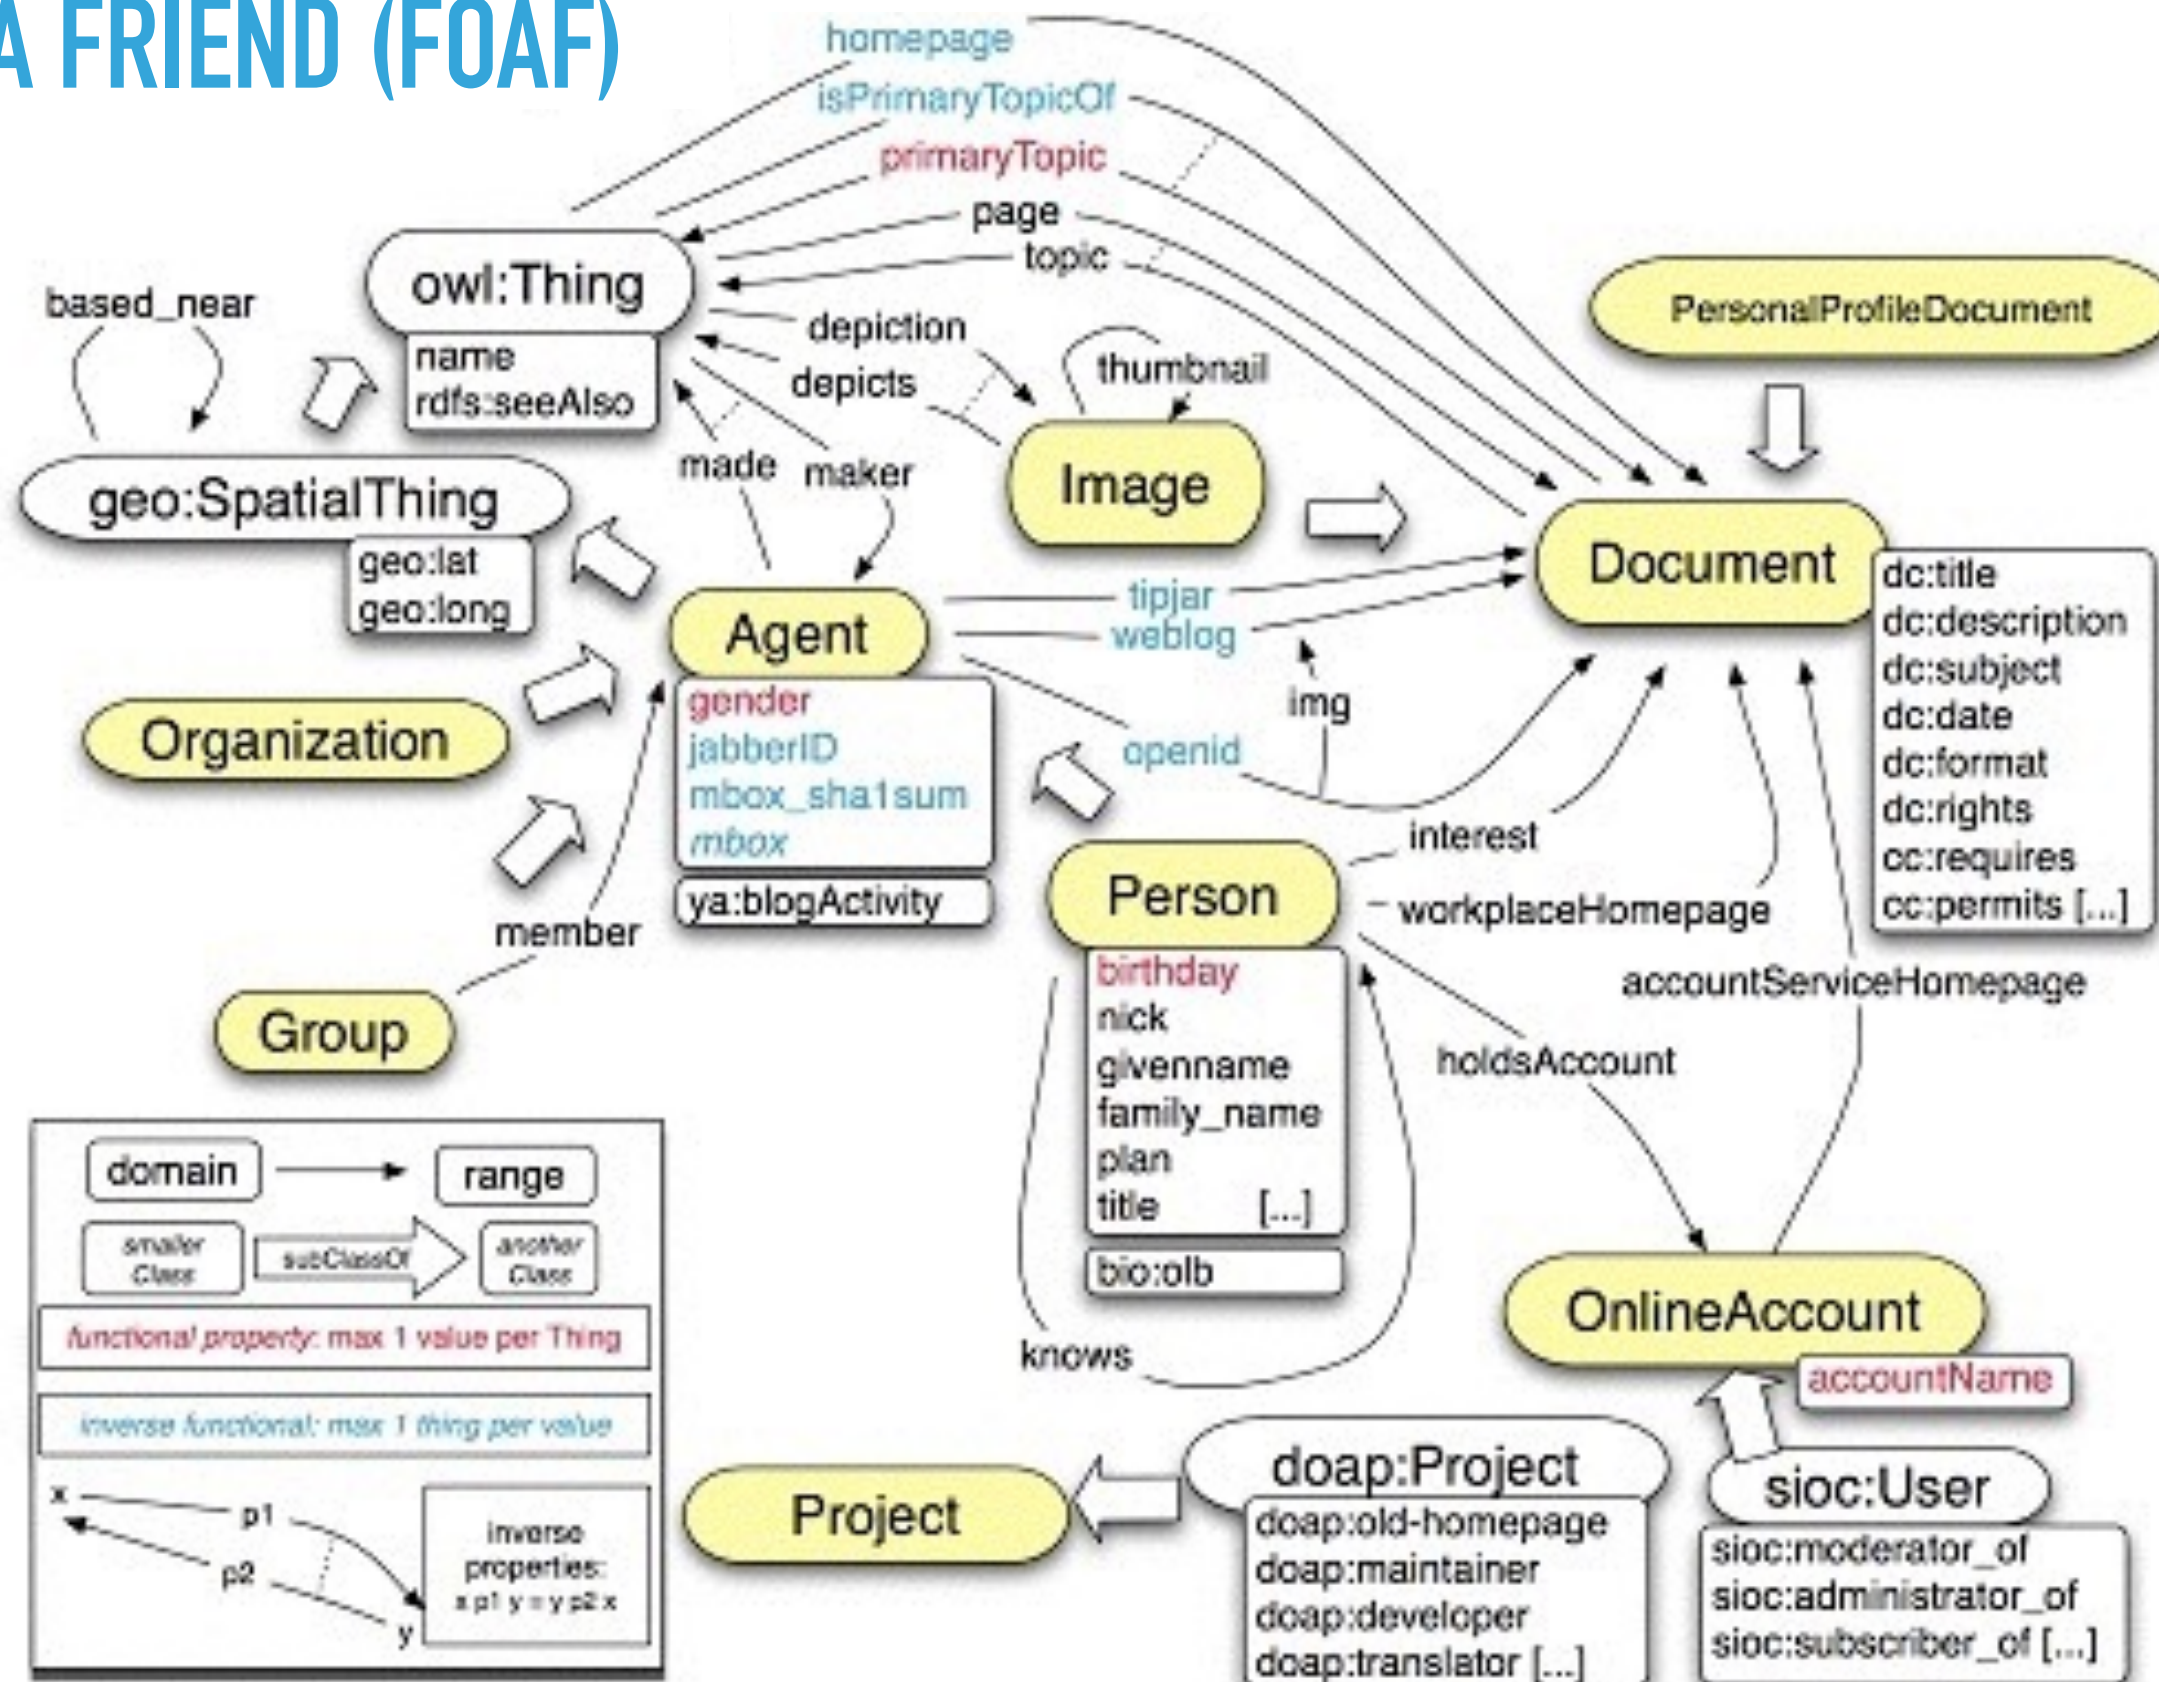 A FRIEND (FOAF)
homepage
isPrimaryTopicOf
primaryTopic
page
topic
owl:Thing
name
rdfs:seeAlso
based_near
depiction
depicts
thumbnail
PersonalProfileDocument
made
maker
Image
geo:SpatialThing
geo:lat
geo:long
Document
dc:title
dc:description
dc:subject
dc:date
dc:format
dc:rights
cc:requires
cc:permits [...]
tipjar
weblog
img
openid
Agent
gender
jabberID
mbox_sha1sum
mbox
ya:blogActivity
Organization
member
Group
interest
workplaceHomepage
accountServiceHomepage
Person
birthday
nick
givenname
family_name
plan
title [...]
bio:olb
knows
holdsAccount
OnlineAccount
accountName
domain
range
smaller
Class
subClassOf
another
Class
functional property: max 1 value per Thing
inverse functional: max 1 thing per value
x
p1
p2
y
inverse
properties:
x p1 y = y p2 x
Project
doap:Project
doap:old-homepage
doap:maintainer
doap:developer
doap:translator [...]
sioc:User
sioc:moderator_of
sioc:administrator_of
sioc:subscriber_of [...]